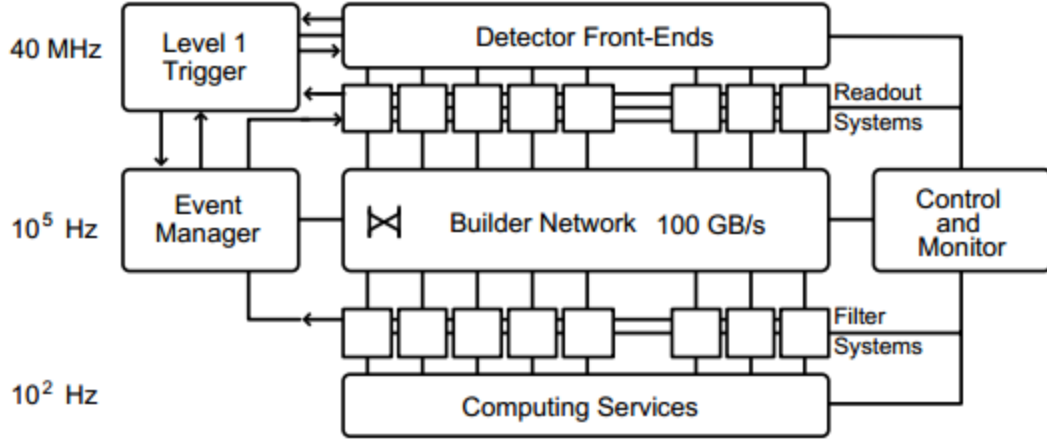 40 MHz
Level 1
Trigger
Detector Front-Ends
Readout
Systems
10⁵ Hz
Event
Manager
Builder Network 100 GB/s
Control
and
Monitor
Filter
Systems
10² Hz
Computing Services